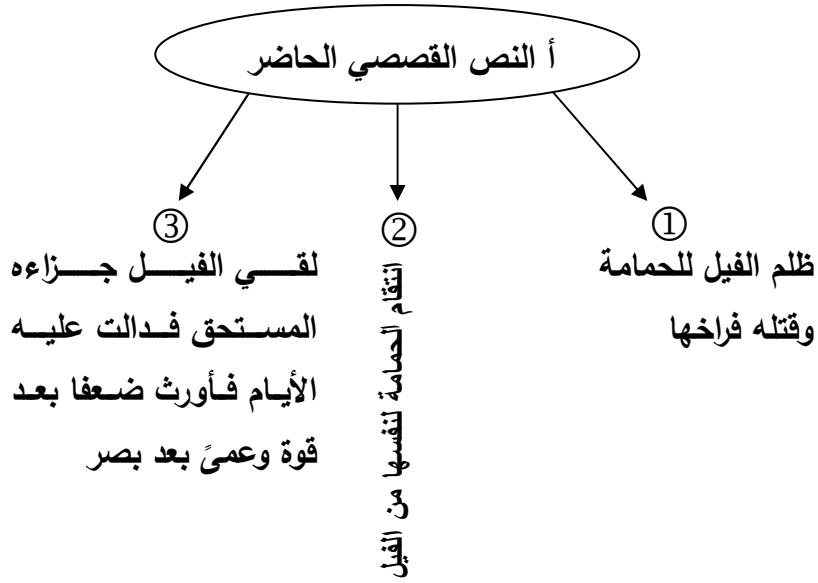 أ النص القصصي الحاضر
①
ظلم الفيل للحمامة
وقتله فراخها
②
انتقام الحمامة لنفسها من الفيل
③
لقي الفيل جزاءه
المستحق فدالت عليه
الأيام فأورث ضعفا بعد
قوة وعمىً بعد بصر